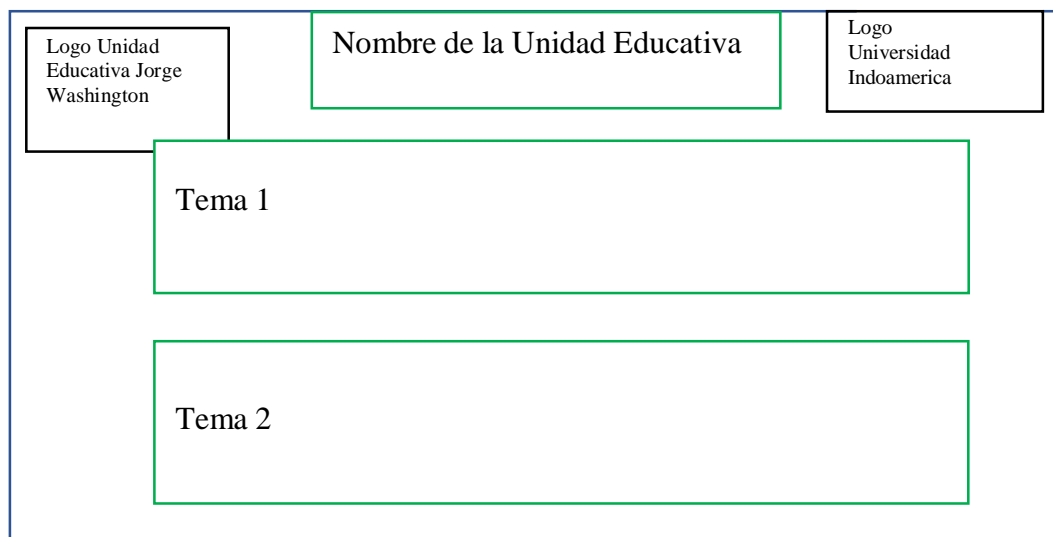 Logo Unidad
Educativa Jorge
Washington
Nombre de la Unidad Educativa
Logo
Universidad
Indoamerica
Tema 1
Tema 2